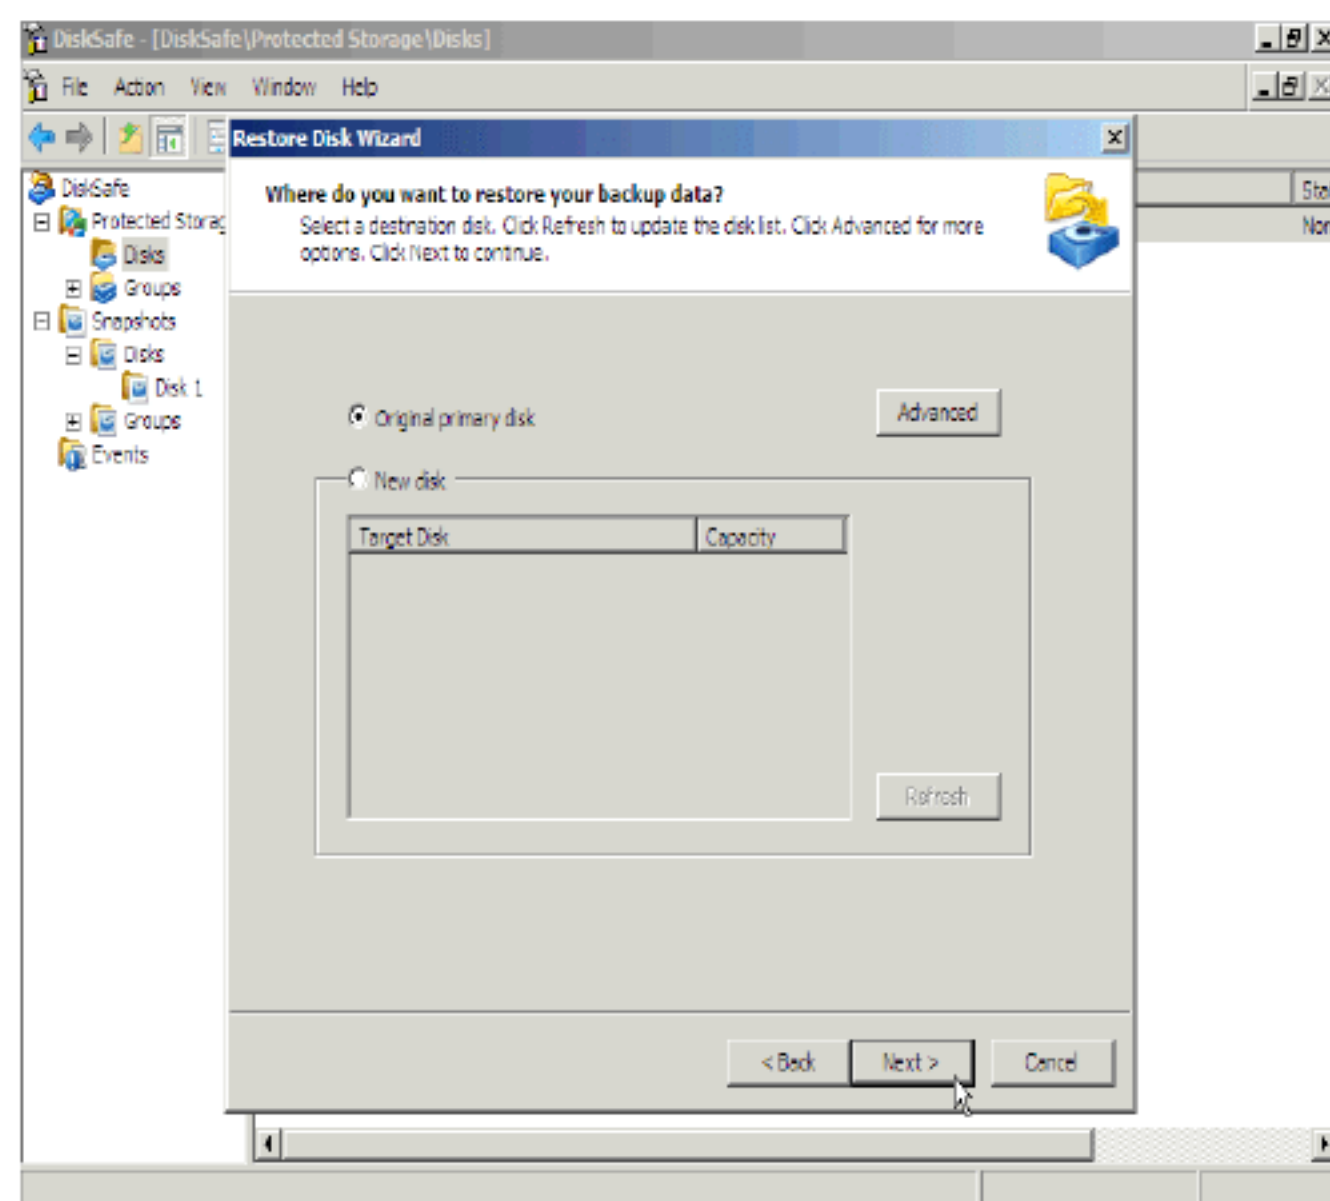 DiskSafe - [DiskSafe\Protected Storage\Disks]
File Action View Window Help
Restore Disk Wizard
Where do you want to restore your backup data?
Select a destination disk. Click Refresh to update the disk list. Click Advanced for more
options. Click Next to continue.
DiskSafe
Protected Storag
Disks
Groups
Snapshots
Disks
Disk 1
Groups
Events
Sta
Nor
Original primary disk
Advanced
New disk
Target Disk Capacity
Refresh
< Back Next > Cancel